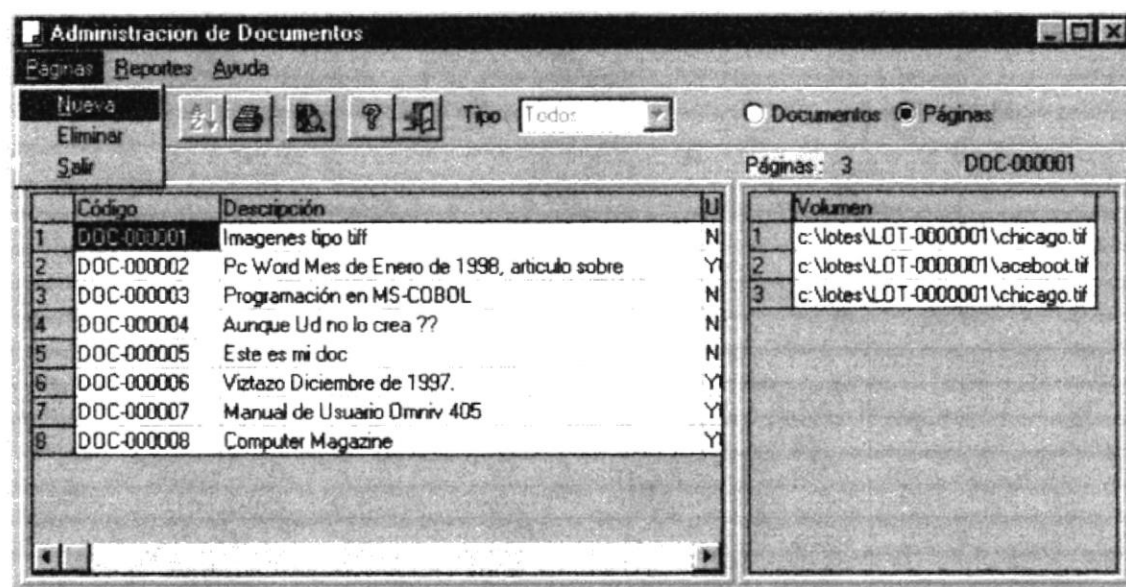 Administracion de Documentos
Páginas Reportes Ayuda
Nueva
Eliminar
Salir
Tipo Todos Documentos Páginas
Páginas: 3 DOC-000001
Código Descripción U
1 DOC-000001 Imagenes tipo tiff N
2 DOC-000002 Pc Word Mes de Enero de 1998, articulo sobre Y
3 DOC-000003 Programación en MS-COBOL N
4 DOC-000004 Aunque Ud no lo crea ?? N
5 DOC-000005 Este es mi doc N
6 DOC-000006 Viztazo Diciembre de 1997. Y
7 DOC-000007 Manual de Usuario Omniv 405 Y
8 DOC-000008 Computer Magazine Y
Volumen
1 c:\lotes\LOT-0000001\chicago.tif
2 c:\lotes\LOT-0000001\aceboot.tif
3 c:\lotes\LOT-0000001\chicago.tif